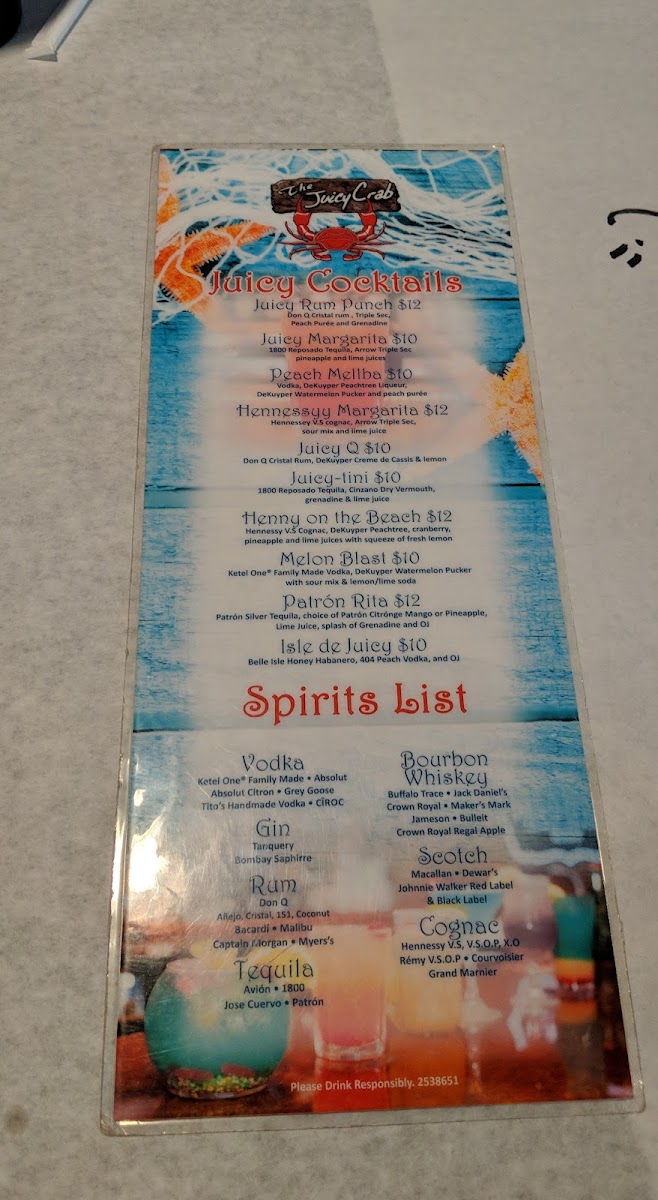 The
Juicy Crab
Juicy Cocktails
Juicy Rum Punch $12
Don Q Cristal rum , Triple Sec,
Peach Purée and Grenadine
Juicy Margarita $10
1800 Reposado Tequila, Arrow Triple Sec
pineapple and lime juices
Peach Mellba $10
Vodka, DeKuyper Peachtree Liqueur,
DeKuyper Watermelon Pucker and peach purée
Hennessyy Margarita $12
Hennessey V.S cognac, Arrow Triple Sec,
sour mix and lime juice
Juicy Q $10
Don Q Cristal Rum, DeKuyper Creme de Cassis & lemon
Juicy-tini $10
1800 Reposado Tequila, Cinzano Dry Vermouth,
grenadine & lime juice
Henny on the Beach $12
Hennessy V.S Cognac, DeKuyper Peachtree, cranberry,
pineapple and lime juices with squeeze of fresh lemon
Melon Blast $10
Ketel One® Family Made Vodka, DeKuyper Watermelon Pucker
with sour mix & lemon/lime soda
Patrón Rita $12
Patrón Silver Tequila, choice of Patrón Citrónge Mango or Pineapple,
Lime Juice, splash of Grenadine and OJ
Isle de Juicy $10
Belle Isle Honey Habanero, 404 Peach Vodka, and OJ
Spirits List
Vodka
Ketel One® Family Made • Absolut
Absolut Citron • Grey Goose
Tito's Handmade Vodka • CÎROC
Gin
Tanquery
Bombay Saphirre
Rum
Don Q
Añejo, Cristal, 151, Coconut
Bacardi • Malibu
Captain Morgan • Myers's
Tequila
Avión • 1800
Jose Cuervo • Patrón
Bourbon
Whiskey
Buffalo Trace • Jack Daniel's
Crown Royal • Maker's Mark
Jameson • Bulleit
Crown Royal Regal Apple
Scotch
Macallan • Dewar's
Johnnie Walker Red Label
& Black Label
Cognac
Hennessy V.S, V.S.O.P, X.O
Rémy V.S.O.P • Courvoisier
Grand Marnier
Please Drink Responsibly. 2538651